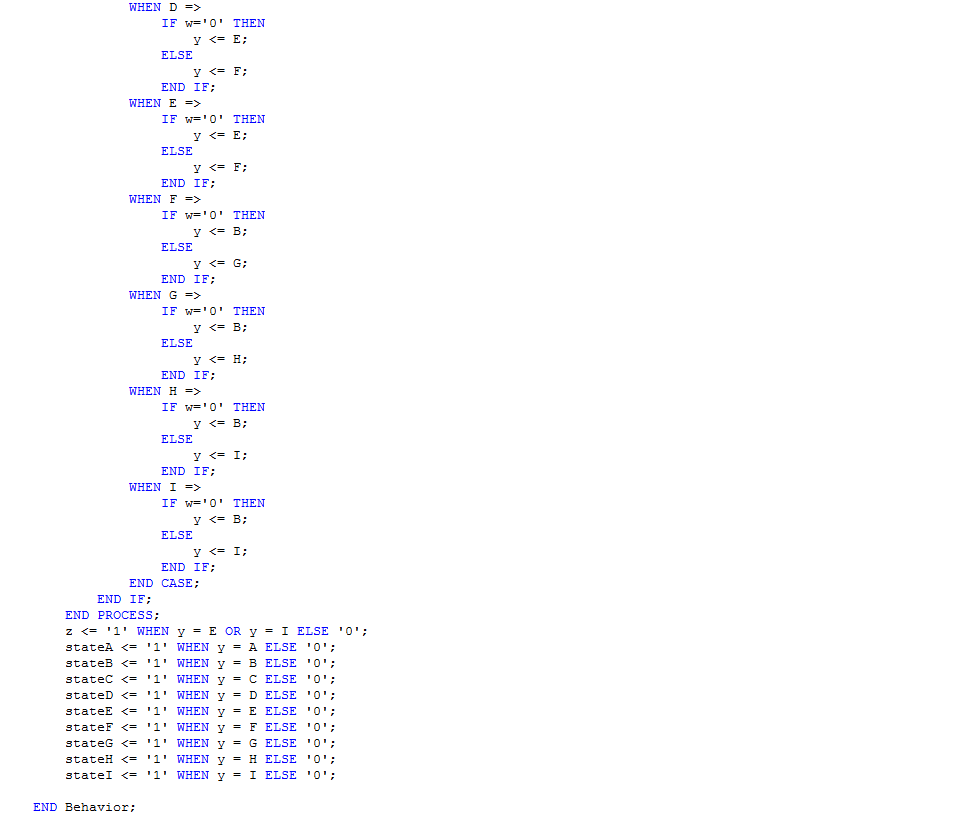 WHEN D =>
IF w='0' THEN
y <= E;
ELSE
y <= F;
END IF;
WHEN E =>
IF w='0' THEN
y <= E;
ELSE
y <= F;
END IF;
WHEN F =>
IF w='0' THEN
y <= B;
ELSE
y <= G;
END IF;
WHEN G =>
IF w='0' THEN
y <= B;
ELSE
y <= H;
END IF;
WHEN H =>
IF w='0' THEN
y <= B;
ELSE
y <= I;
END IF;
WHEN I =>
IF w='0' THEN
y <= B;
ELSE
y <= I;
END IF;
END CASE;
END IF;
END PROCESS;
z <= '1' WHEN y = E OR y = I ELSE '0';
stateA <= '1' WHEN y = A ELSE '0';
stateB <= '1' WHEN y = B ELSE '0';
stateC <= '1' WHEN y = C ELSE '0';
stateD <= '1' WHEN y = D ELSE '0';
stateE <= '1' WHEN y = E ELSE '0';
stateF <= '1' WHEN y = F ELSE '0';
stateG <= '1' WHEN y = G ELSE '0';
stateH <= '1' WHEN y = H ELSE '0';
stateI <= '1' WHEN y = I ELSE '0';
END Behavior;